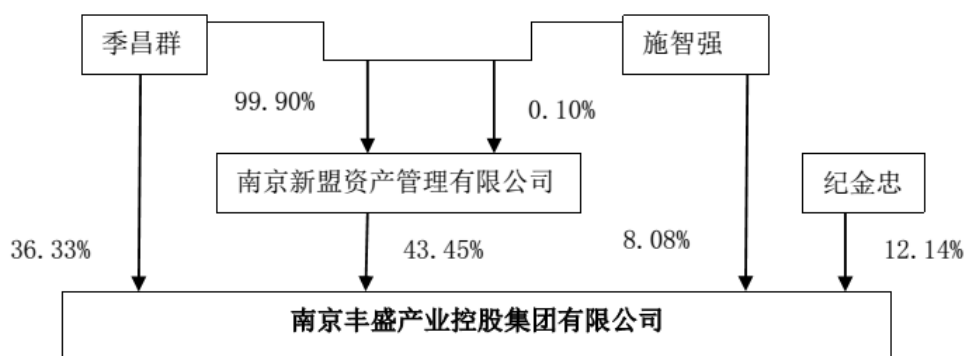 季昌群
施智强
99.90%
0.10%
南京新盟资产管理有限公司
纪金忠
36.33%
43.45%
8.08%
12.14%
南京丰盛产业控股集团有限公司